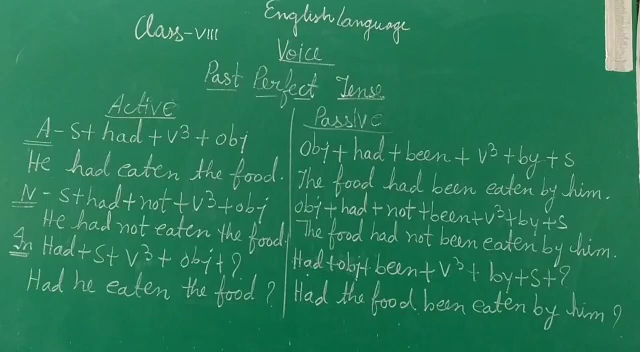 English Language
Class-VIII
Voice
Past Perfect Tense
Active
A - S + had + V³ + obj
He had eaten the food.
N - S + had + not + V³ + obj
He had not eaten the food.
In Had + S + V³ + obj + ?
Had he eaten the food ?
Passive
Obj + had + been + V³ + by + S
The food had been eaten by him.
obj + had + not + been + V³ + by + S
The food had not been eaten by him.
Had + obj + been + V³ + by + S + ?
Had the food been eaten by him ?